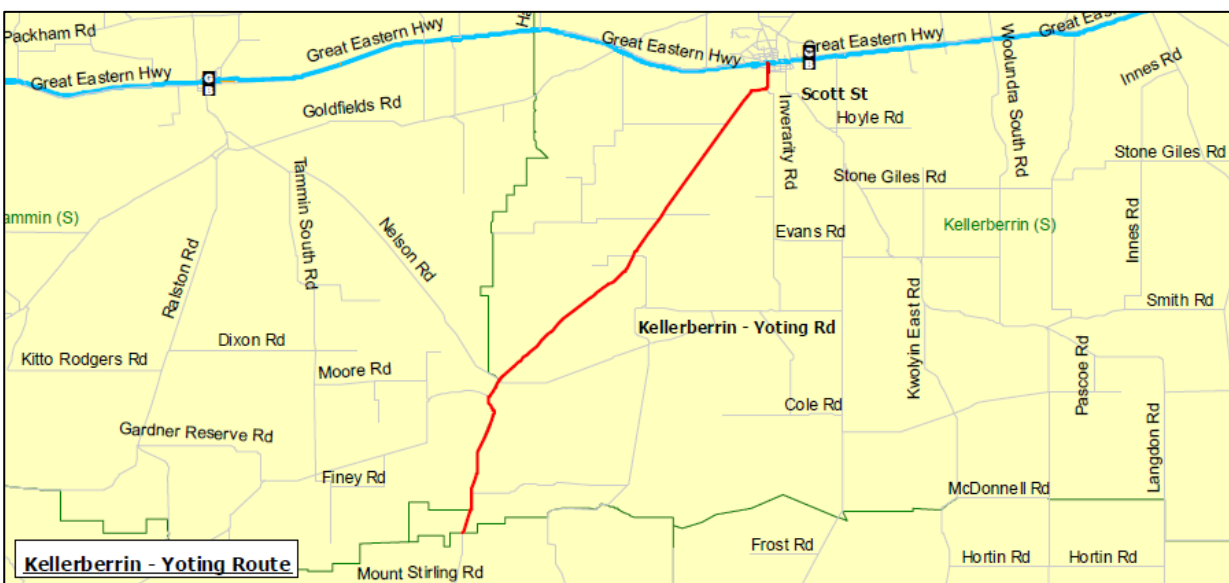 Packham Rd
Great Eastern Hwy
Ha
Great Eastern Hwy
Great Eastern Hwy
Great East
Woolundra South Rd
Innes Rd
Great Eastern Hwy
Goldfields Rd
Scott St
Hoyle Rd
Inverarity Rd
Stone Giles Rd
Stone Giles Rd
Tammin South Rd
ammin (S)
Nelson Rd
Ralston Rd
Evans Rd
Kellerberrin (S)
Innes Rd
Kwolyin East Rd
Smith Rd
Kellerberrin - Yoting Rd
Dixon Rd
Kitto Rodgers Rd
Moore Rd
Pascoe Rd
Cole Rd
Langdon Rd
Gardner Reserve Rd
Finey Rd
McDonnell Rd
Kellerberrin - Yoting Route
Mount Stirling Rd
Frost Rd
Hortin Rd
Hortin Rd